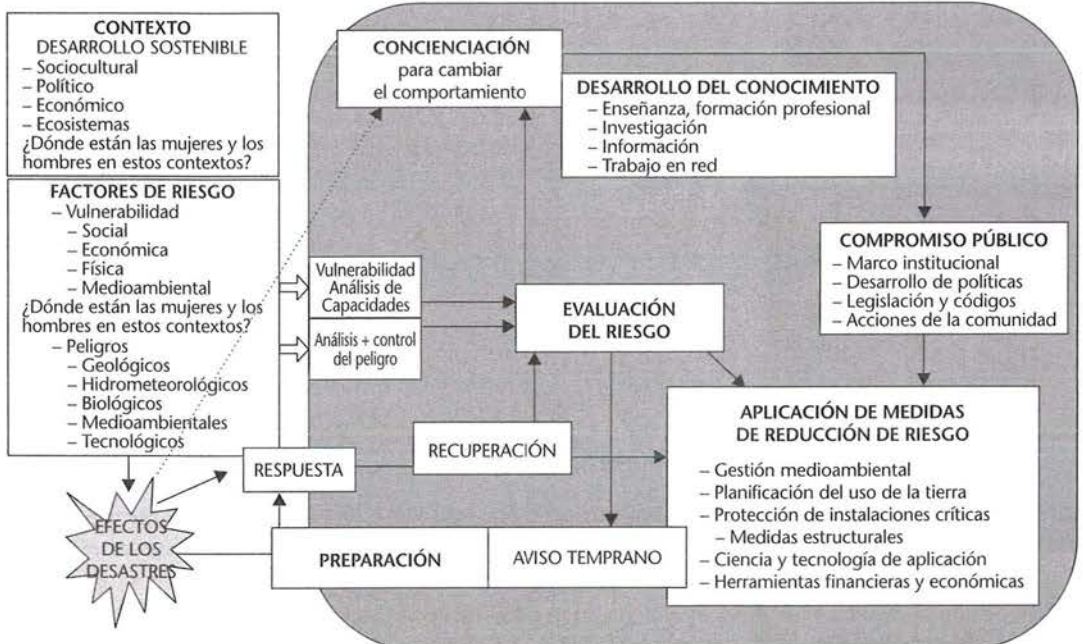 CONTEXTO
DESARROLLO SOSTENIBLE
– Sociocultural
– Político
– Económico
– Ecosistemas
¿Dónde están las mujeres y los
hombres en estos contextos?
FACTORES DE RIESGO
– Vulnerabilidad
– Social
– Económica
– Física
– Medioambiental
¿Dónde están las mujeres y los
hombres en estos contextos?
– Peligros
– Geológicos
– Hidrometeorológicos
– Biológicos
– Medioambientales
– Tecnológicos
EFECTOS
DE LOS
DESASTRES
CONCIENCIACIÓN
para cambiar
el comportamiento
DESARROLLO DEL CONOCIMIENTO
– Enseñanza, formación profesional
– Investigación
– Información
– Trabajo en red
COMPROMISO PÚBLICO
– Marco institucional
– Desarrollo de políticas
– Legislación y códigos
– Acciones de la comunidad
Vulnerabilidad
Análisis de
Capacidades
Análisis + control
del peligro
EVALUACIÓN
DEL RIESGO
RECUPERACIÓN
RESPUESTA
PREPARACIÓN
AVISO TEMPRANO
APLICACIÓN DE MEDIDAS
DE REDUCCIÓN DE RIESGO
– Gestión medioambiental
– Planificación del uso de la tierra
– Protección de instalaciones críticas
– Medidas estructurales
– Ciencia y tecnología de aplicación
– Herramientas financieras y económicas